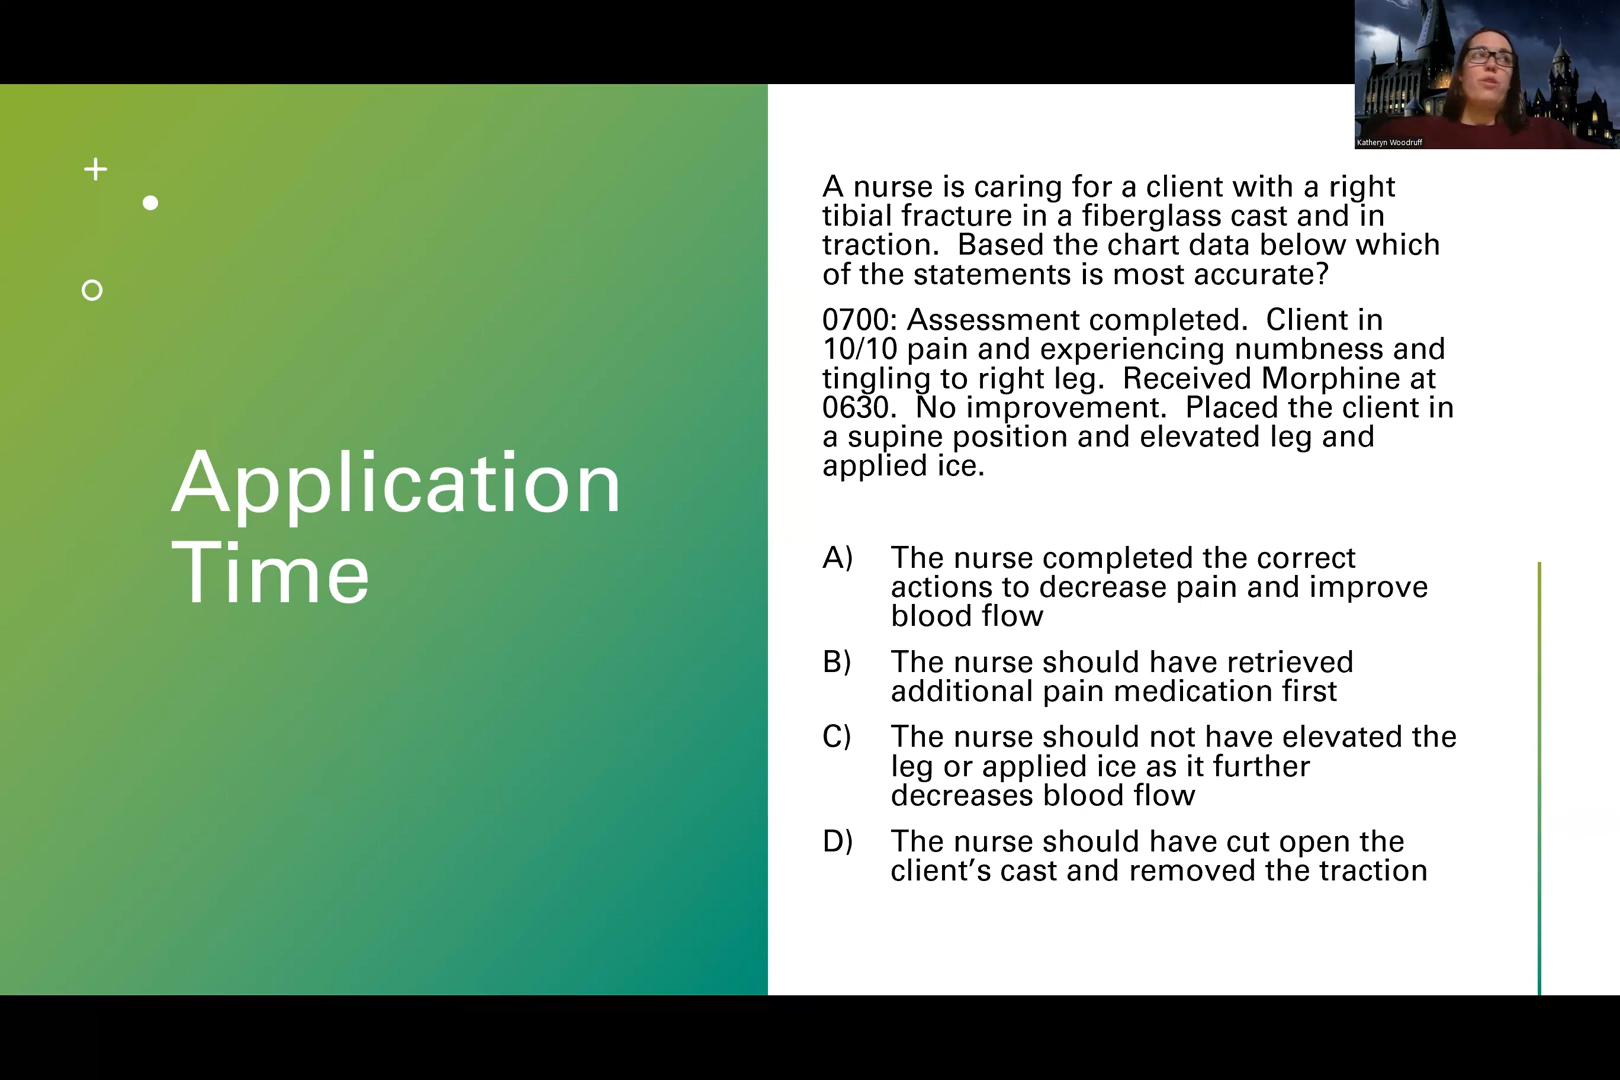 Katheryn Woodruff
Application
Time
A nurse is caring for a client with a right
tibial fracture in a fiberglass cast and in
traction.  Based the chart data below which
of the statements is most accurate?
0700: Assessment completed.  Client in
10/10 pain and experiencing numbness and
tingling to right leg.  Received Morphine at
0630.  No improvement.  Placed the client in
a supine position and elevated leg and
applied ice.
A) The nurse completed the correct
actions to decrease pain and improve
blood flow
B) The nurse should have retrieved
additional pain medication first
C) The nurse should not have elevated the
leg or applied ice as it further
decreases blood flow
D) The nurse should have cut open the
client’s cast and removed the traction